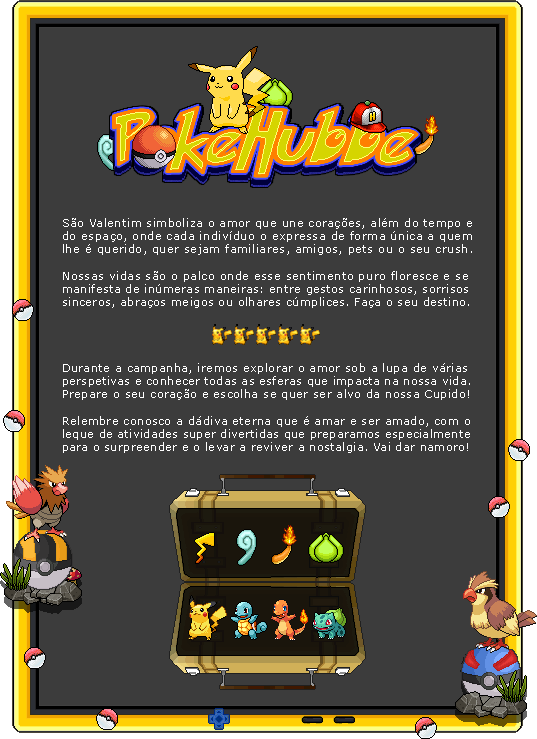 PokeHubbe
H
São Valentim simboliza o amor que une corações, além do tempo e
do espaço, onde cada indivíduo o expressa de forma única a quem
lhe é querido, quer sejam familiares, amigos, pets ou o seu crush.
Nossas vidas são o palco onde esse sentimento puro floresce e se
manifesta de inúmeras maneiras: entre gestos carinhosos, sorrisos
sinceros, abraços meigos ou olhares cúmplices. Faça o seu destino.
Durante a campanha, iremos explorar o amor sob a lupa de várias
perspetivas e conhecer todas as esferas que impacta na nossa vida.
Prepare o seu coração e escolha se quer ser alvo da nossa Cupido!
Relembre conosco a dádiva eterna que é amar e ser amado, com o
leque de atividades super divertidas que preparamos especialmente
para o surpreender e o levar a reviver a nostalgia. Vai dar namoro!